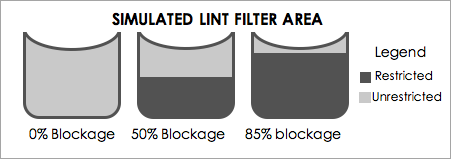 SIMULATED LINT FILTER AREA
Legend
Restricted
Unrestricted
0% Blockage 50% Blockage 85% blockage